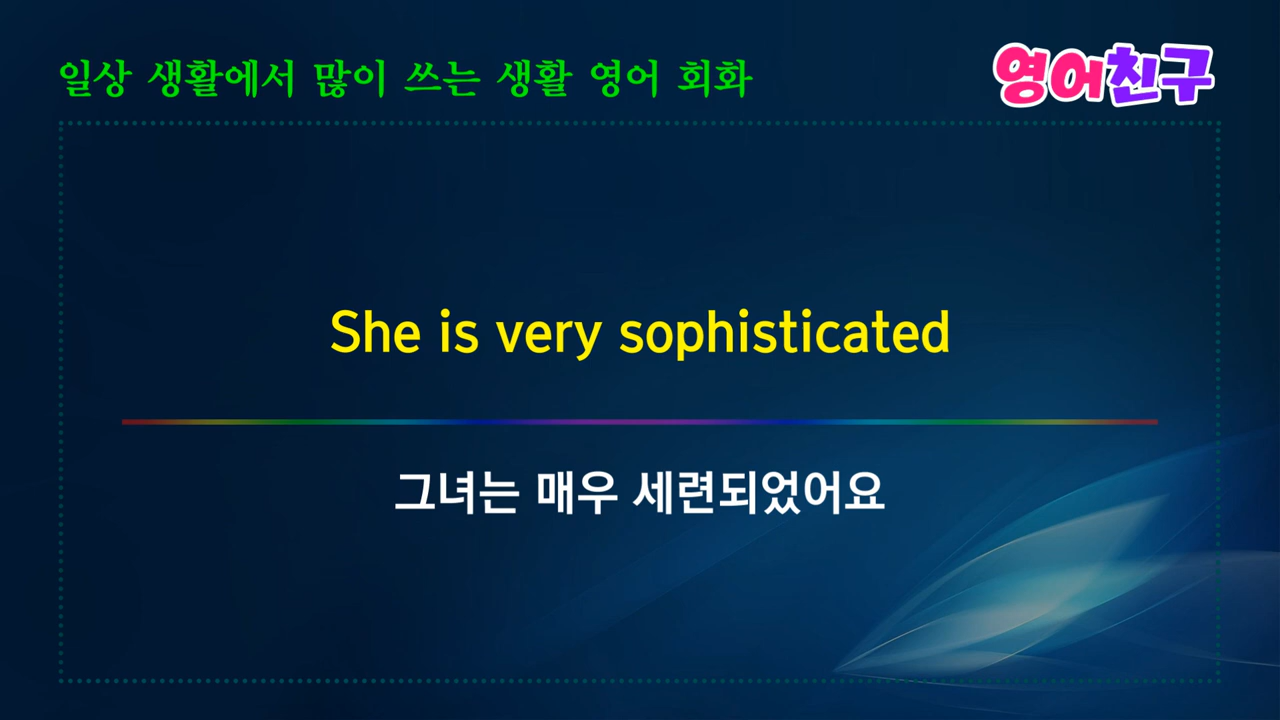 일상 생활에서 많이 쓰는 생활 영어 회화
영어친구
She is very sophisticated
그녀는 매우 세련되었어요